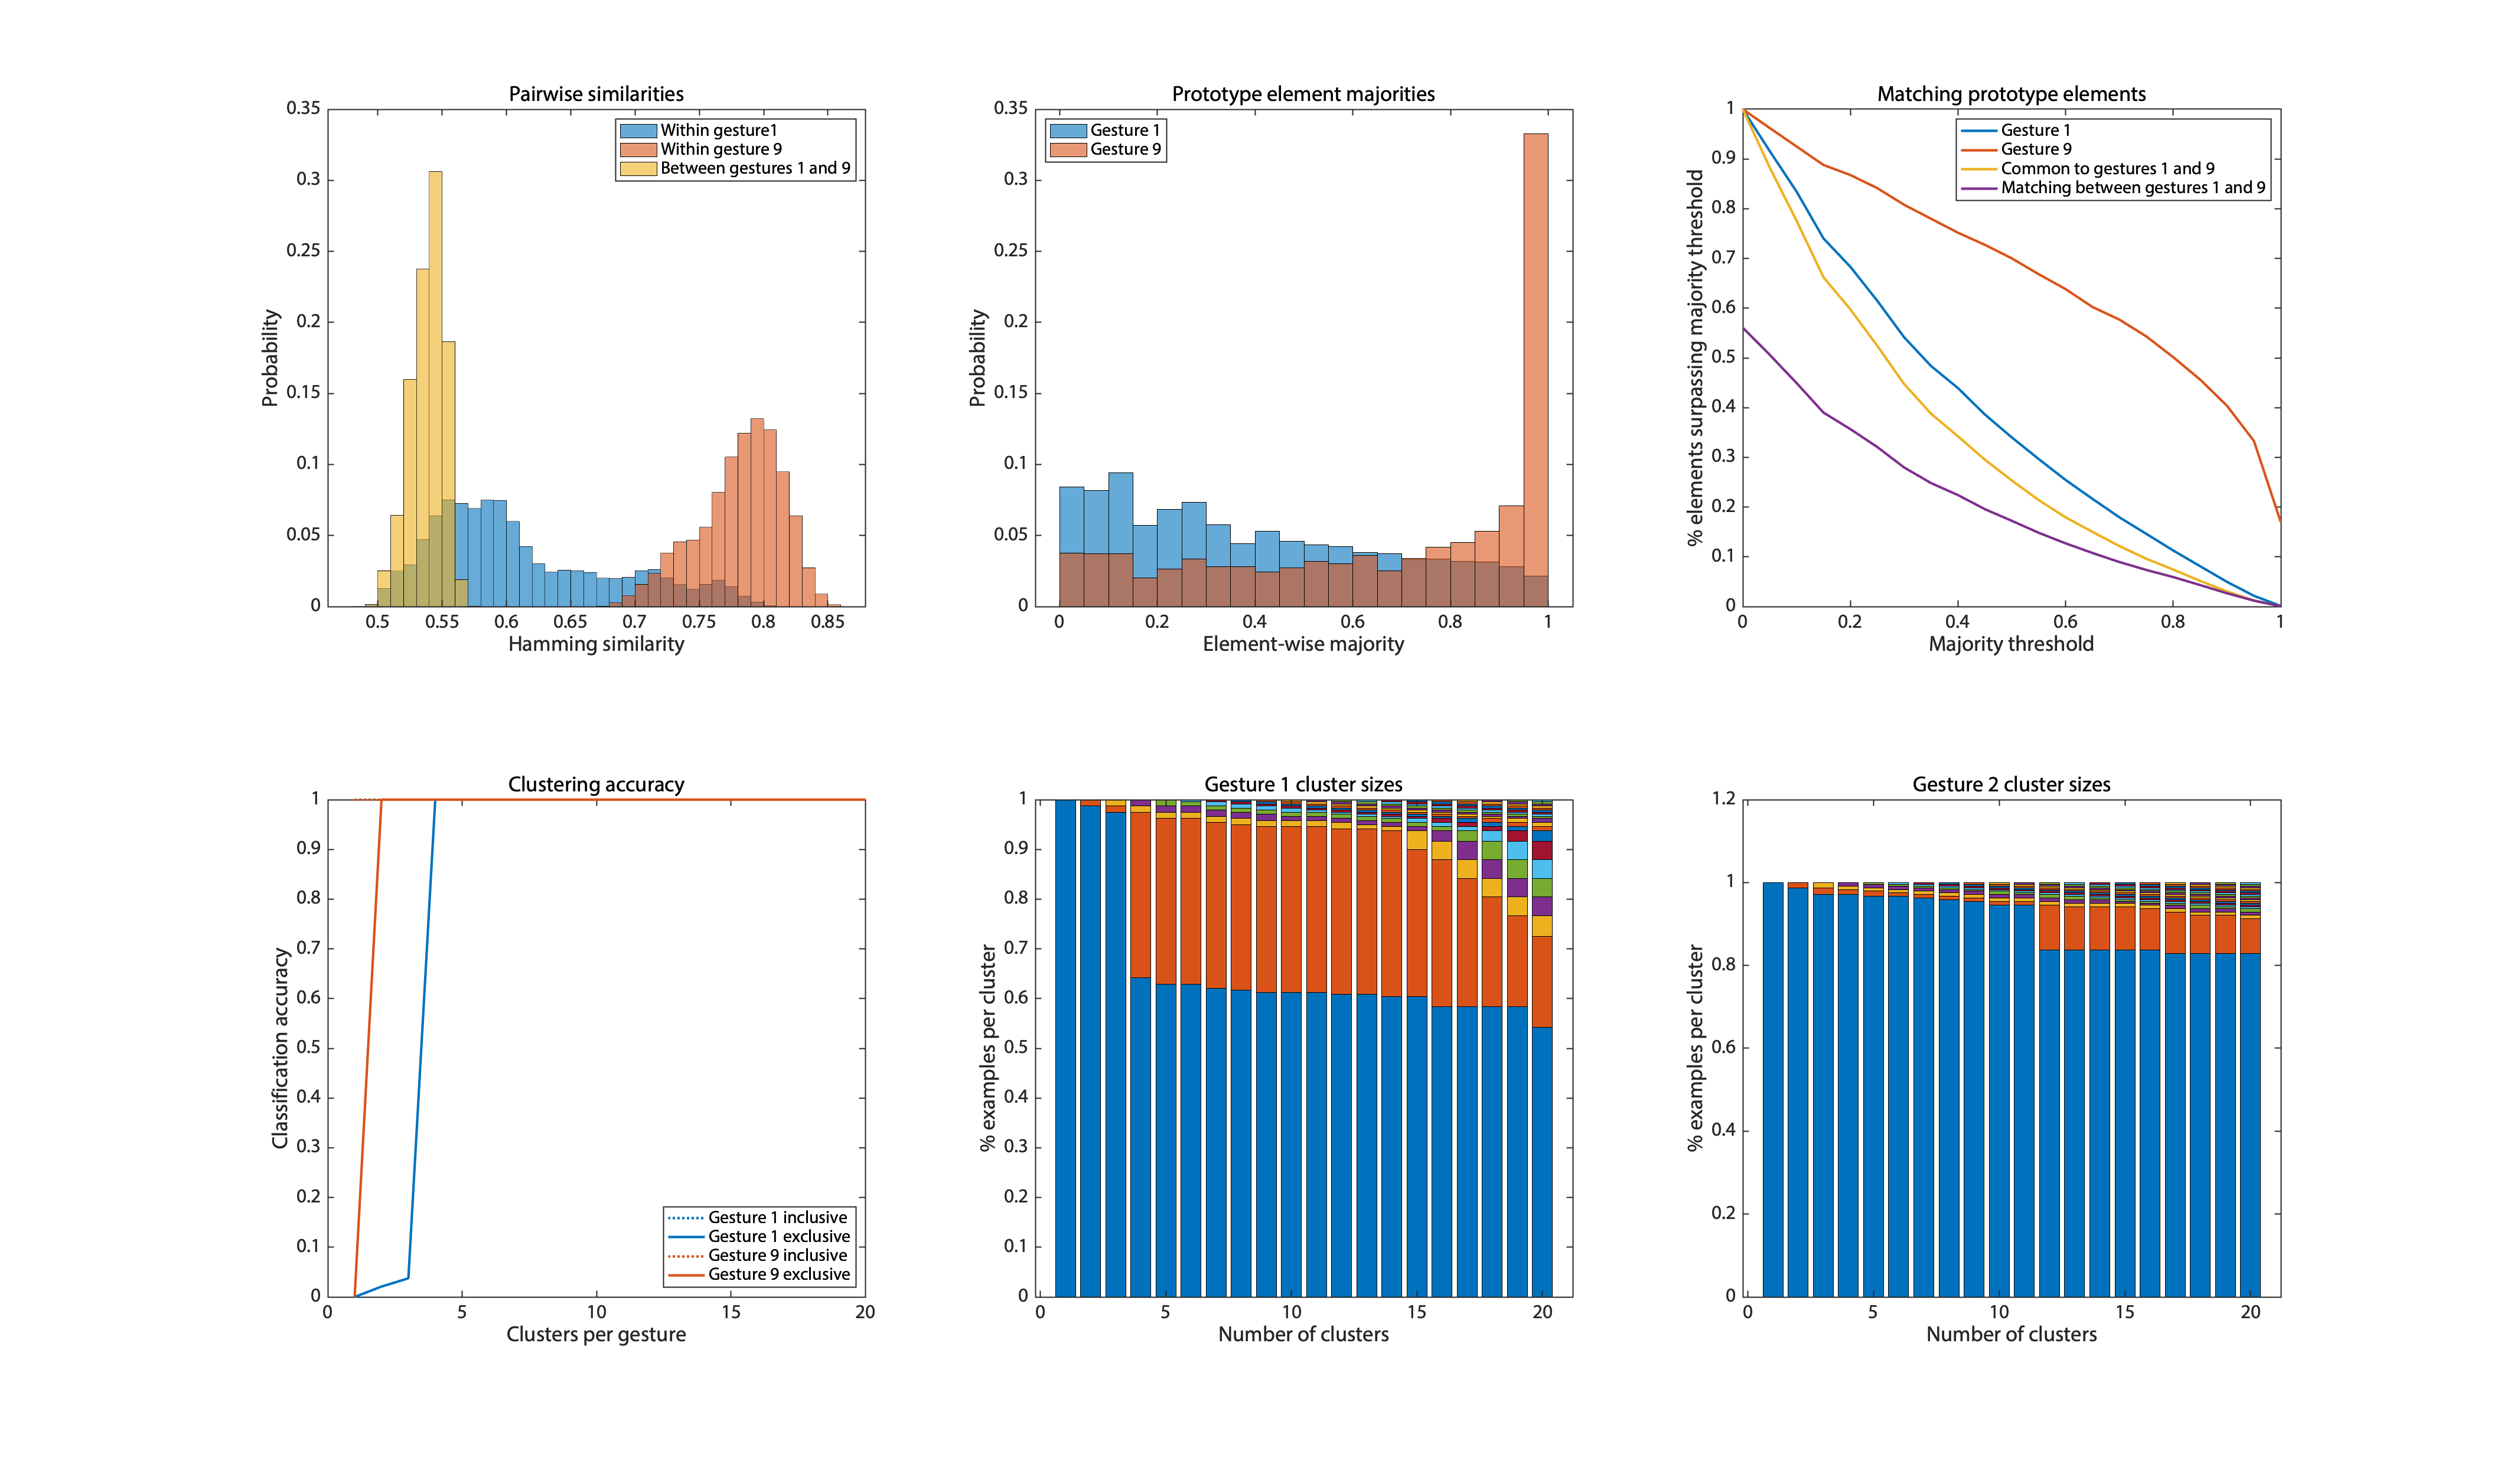 Pairwise similarities
0.35
0.3
0.25
0.2
0.15
0.1
0.05
0
Probability
Within gesture1
Within gesture 9
Between gestures 1 and 9
0.5 0.55 0.6 0.65 0.7 0.75 0.8 0.85
Hamming similarity
Prototype element majorities
0.35
0.3
0.25
0.2
0.15
0.1
0.05
0
Probability
Gesture 1
Gesture 9
0 0.2 0.4 0.6 0.8 1
Element-wise majority
Matching prototype elements
1
0.9
0.8
0.7
0.6
0.5
0.4
0.3
0.2
0.1
0
% elements surpassing majority threshold
Gesture 1
Gesture 9
Common to gestures 1 and 9
Matching between gestures 1 and 9
0 0.2 0.4 0.6 0.8 1
Majority threshold
Clustering accuracy
1
0.9
0.8
0.7
0.6
0.5
0.4
0.3
0.2
0.1
0
Classification accuracy
Gesture 1 inclusive
Gesture 1 exclusive
Gesture 9 inclusive
Gesture 9 exclusive
0 5 10 15 20
Clusters per gesture
Gesture 1 cluster sizes
1
0.9
0.8
0.7
0.6
0.5
0.4
0.3
0.2
0.1
0
% examples per cluster
0 5 10 15 20
Number of clusters
Gesture 2 cluster sizes
1.2
1
0.8
0.6
0.4
0.2
0
% examples per cluster
0 5 10 15 20
Number of clusters